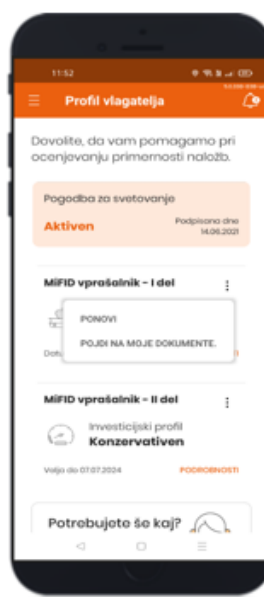 11:52
Profil vlagatelja
Dovolite, da vam pomagamo pri
ocenjevanju primernosti naložb.
Pogodba za svetovanje
Aktiven
Podpisana dne
14.06.2021
MiFID vprašalnik - I del
PONOVI
POJDI NA MOJE DOKUMENTE.
MiFID vprašalnik - II del
Investicijski profil
Konzervativen
Velja do 07.07.2024
PODROBNOSTI
Potrebujete še kaj?